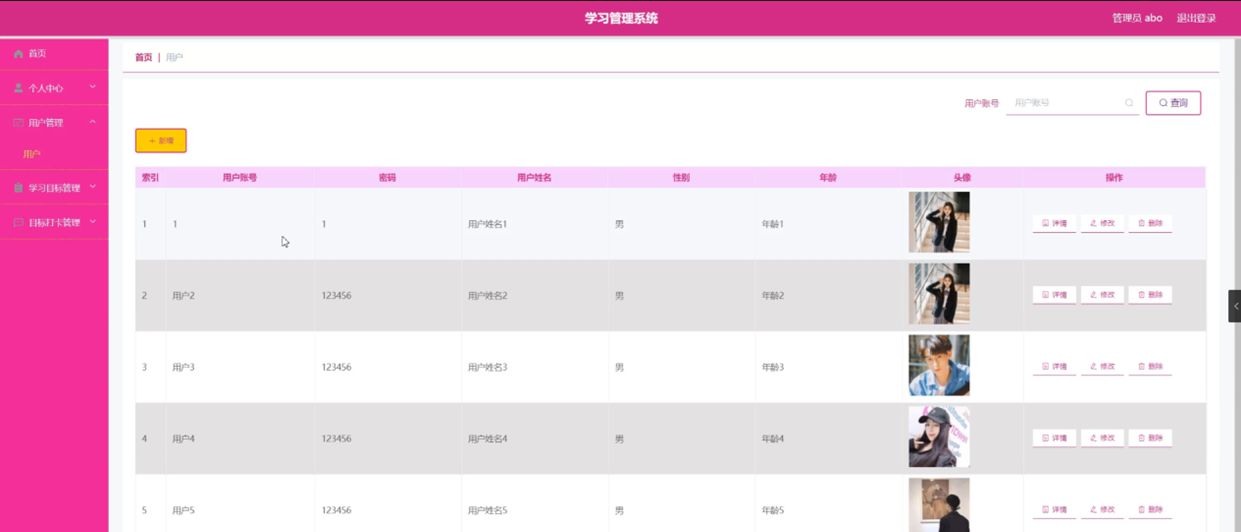 学习管理系统
管理员 abo 退出登录
首页
个人中心
用户管理
用户
学习目标管理
目标打卡管理
首页 | 用户
用户账号 用户账号 查询
+ 新增
索引 用户账号 密码 用户姓名 性别 年龄 头像 操作
1 1 1 用户姓名1 男 年龄1 详情 修改 删除
2 用户2 123456 用户姓名2 男 年龄2 详情 修改 删除
3 用户3 123456 用户姓名3 男 年龄3 详情 修改 删除
4 用户4 123456 用户姓名4 男 年龄4 详情 修改 删除
5 用户5 123456 用户姓名5 男 年龄5 详情 修改 删除